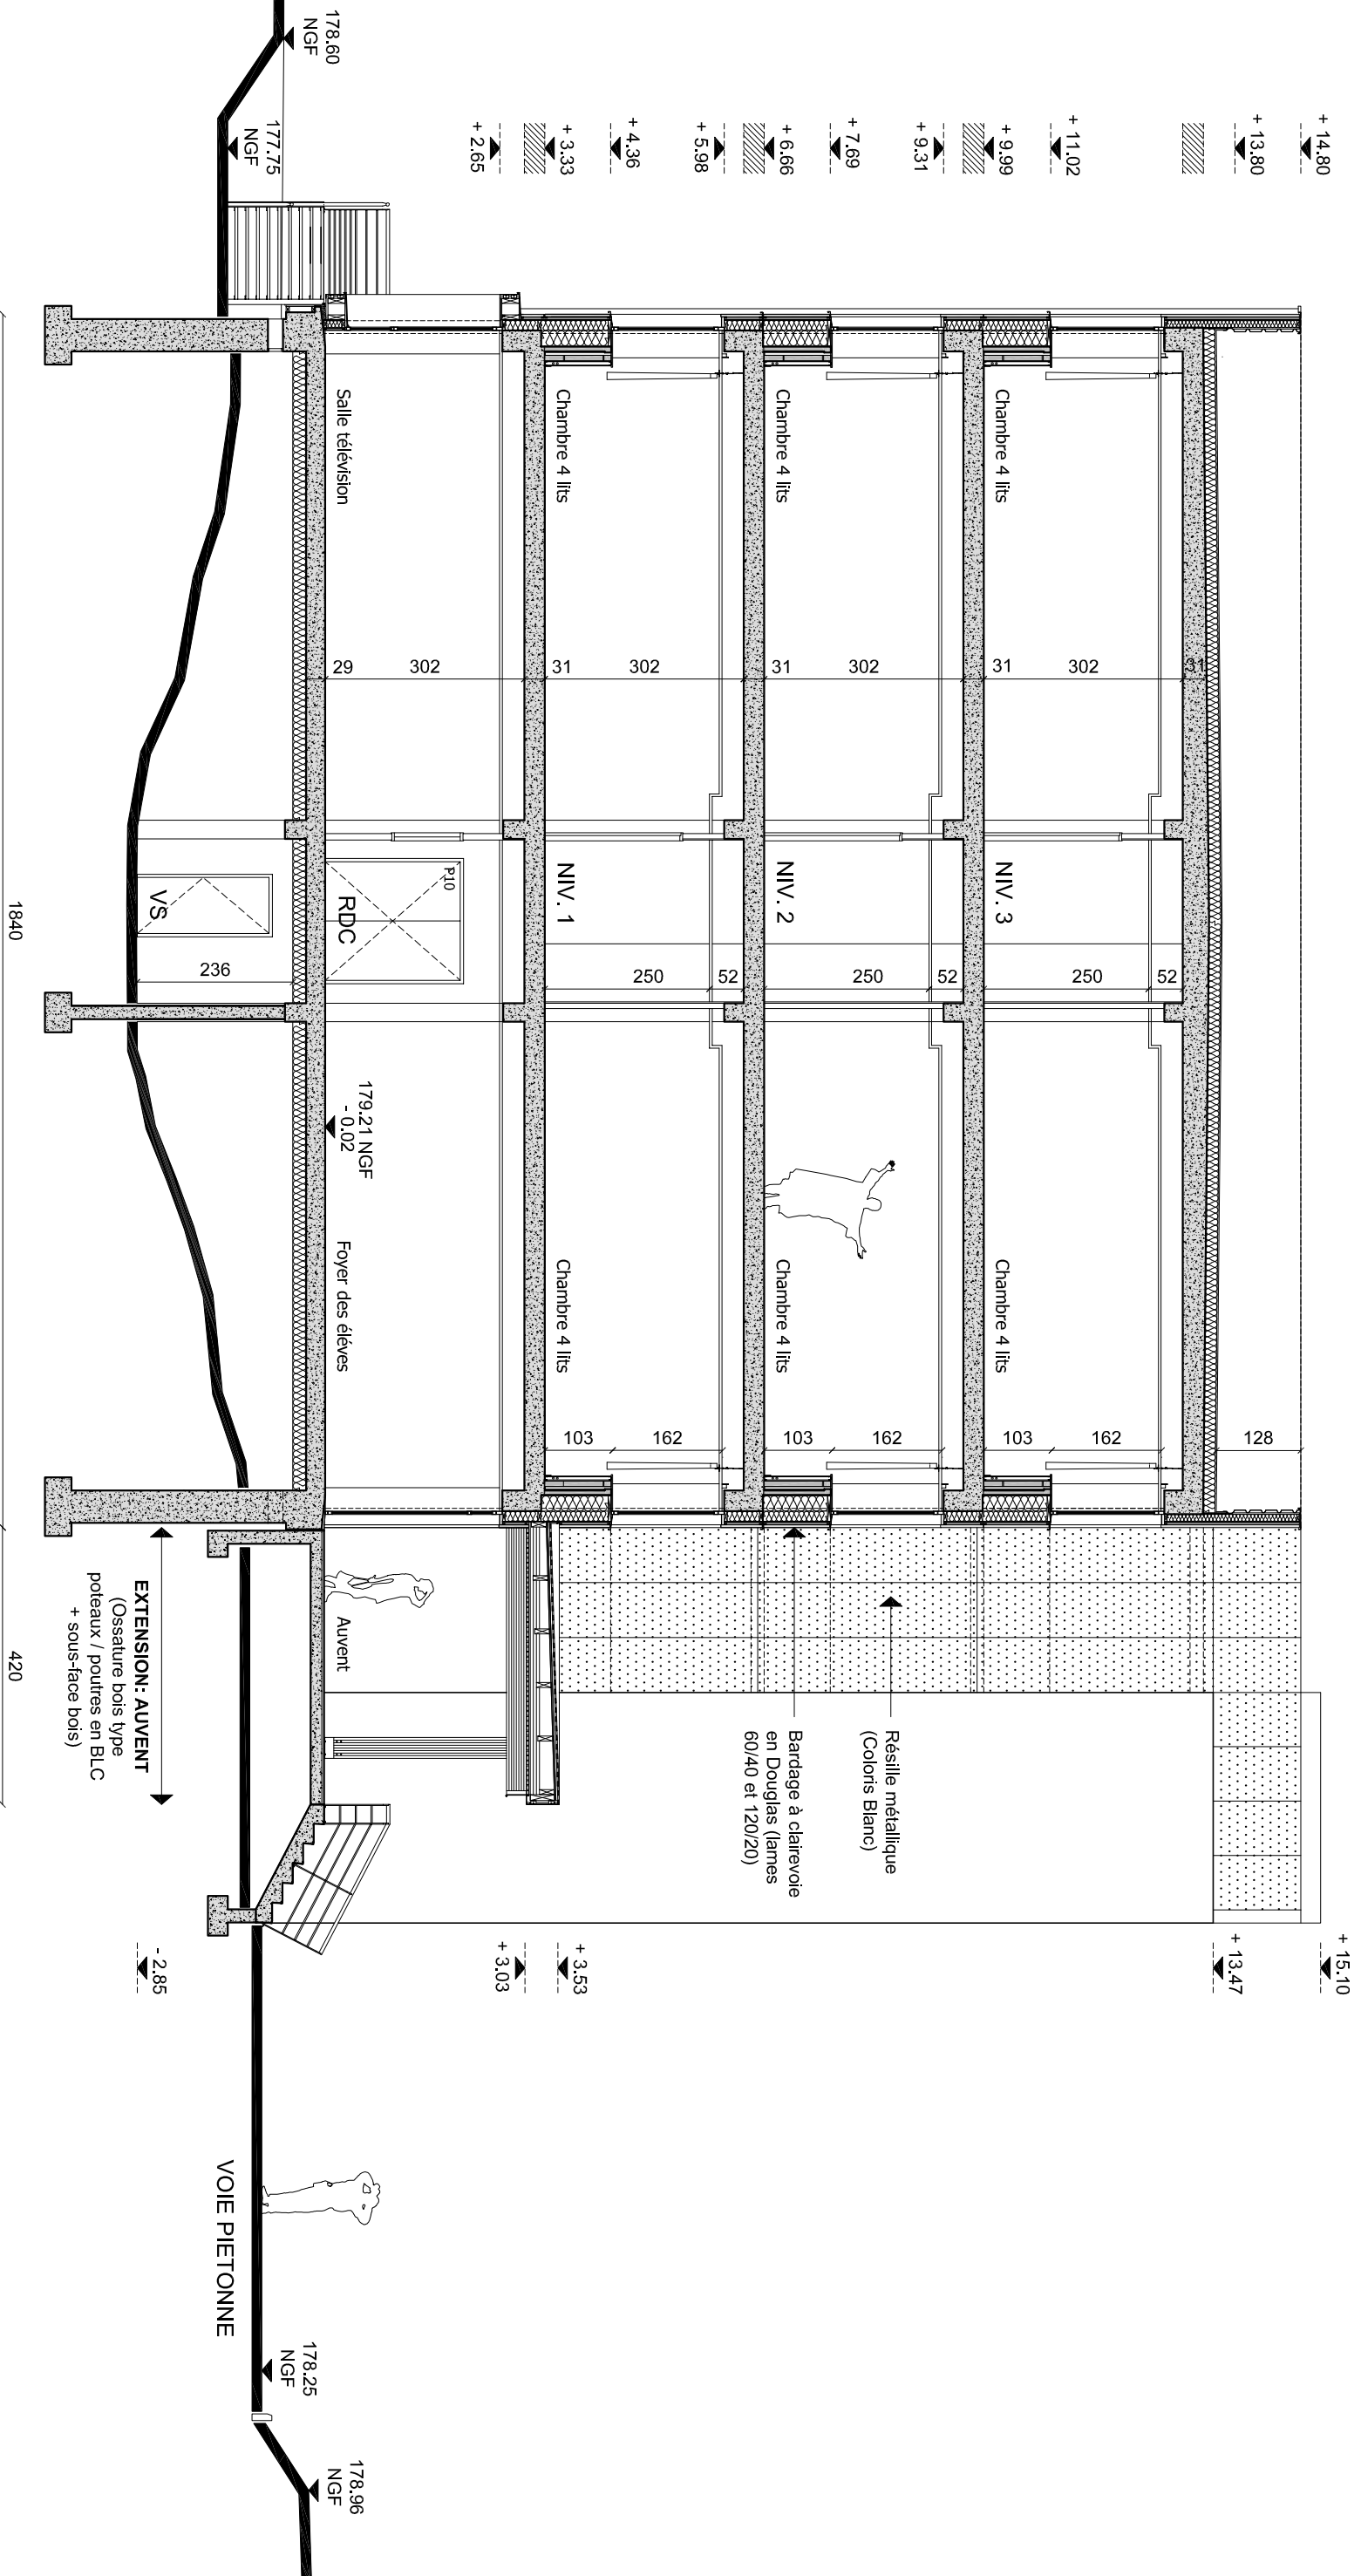 + 15.10
+ 14.80
+ 13.80
+ 13.47
+ 11.02
+ 9.99
+ 9.31
+ 7.69
+ 6.66
+ 5.98
+ 4.36
+ 3.33
+ 2.65
178.60
NGF
177.75
NGF
31
128
Chambre 4 lits
302
31
NIV. 3
52
250
Chambre 4 lits
162
103
Chambre 4 lits
302
31
NIV. 2
52
250
Chambre 4 lits
162
103
Chambre 4 lits
302
31
NIV. 1
52
250
Chambre 4 lits
162
103
Salle télévision
302
29
P10
RDC
179.21 NGF
- 0.02
Foyer des éléves
Auvent
VS
236
Résille métallique
(Coloris Blanc)
Bardage à clairevoie
en Douglas (lames
60/40 et 120/20)
+ 3.53
+ 3.03
- 2.85
EXTENSION: AUVENT
(Ossature bois type
poteaux / poutres en BLC
+ sous-face bois)
VOIE PIETONNE
178.25
NGF
178.96
NGF
1840
420